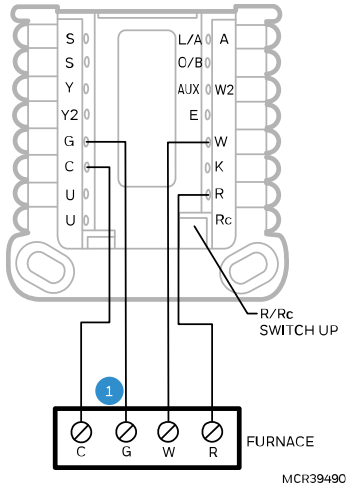 S L/A A
S O/B
Y AUX W2
Y2 E
G W
C K
U R
U Rc
R/Rc
SWITCH UP
1
C G W R
FURNACE
MCR39490